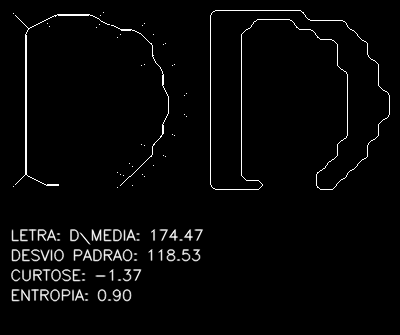 LETRA: D\MEDIA: 174.47
DESVIO PADRAO: 118.53
CURTOSE: -1.37
ENTROPIA: 0.90